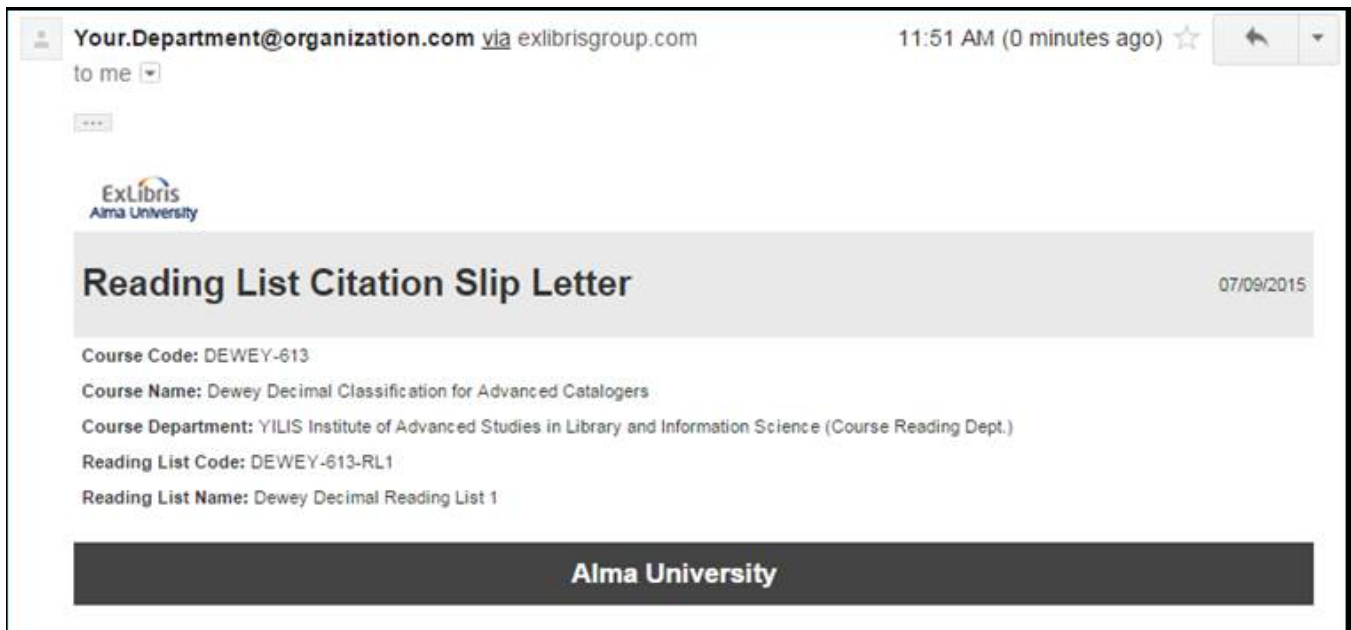 Your.Department@organization.com via exlibrisgroup.com 11:51 AM (0 minutes ago)
to me
ExLibris
Alma University
Reading List Citation Slip Letter 07/09/2015
Course Code: DEWEY-613
Course Name: Dewey Decimal Classification for Advanced Catalogers
Course Department: YILIS Institute of Advanced Studies in Library and Information Science (Course Reading Dept.)
Reading List Code: DEWEY-613-RL1
Reading List Name: Dewey Decimal Reading List 1
Alma University